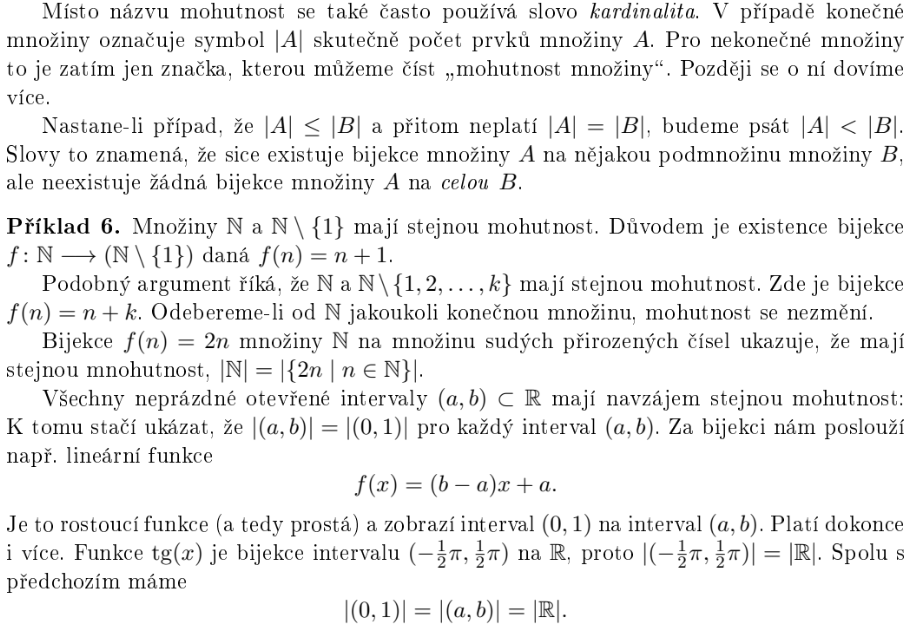 Místo názvu mohutnost se také často používá slovo kardinalita. V případě konečné
množiny označuje symbol |A| skutečně počet prvků množiny A. Pro nekonečné množiny
to je zatím jen značka, kterou můžeme číst „mohutnost množiny“. Později se o ní dovíme
více.
Nastane-li případ, že |A| ≤ |B| a přitom neplatí |A| = |B|, budeme psát |A| < |B|.
Slovy to znamená, že sice existuje bijekce množiny A na nějakou podmnožinu množiny B,
ale neexistuje žádná bijekce množiny A na celou B.
Příklad 6. Množiny ℕ a ℕ \ {1} mají stejnou mohutnost. Důvodem je existence bijekce
f: ℕ ⟶ (ℕ \ {1}) daná f(n) = n + 1.
Podobný argument říká, že ℕ a ℕ \ {1, 2, . . . , k} mají stejnou mohutnost. Zde je bijekce
f(n) = n + k. Odebereme-li od ℕ jakoukoli konečnou množinu, mohutnost se nezmění.
Bijekce f(n) = 2n množiny ℕ na množinu sudých přirozených čísel ukazuje, že mají
stejnou mnohutnost, |ℕ| = |{2n | n ∈ ℕ}|.
Všechny neprázdné otevřené intervaly (a, b) ⊂ ℝ mají navzájem stejnou mohutnost:
K tomu stačí ukázat, že |(a, b)| = |(0, 1)| pro každý interval (a, b). Za bijekci nám poslouží
např. lineární funkce
f(x) = (b − a)x + a.
Je to rostoucí funkce (a tedy prostá) a zobrazí interval (0, 1) na interval (a, b). Platí dokonce
i více. Funkce tg(x) je bijekce intervalu (−½π, ½π) na ℝ, proto |(−½π, ½π)| = |ℝ|. Spolu s
předchozím máme
|(0, 1)| = |(a, b)| = |ℝ|.